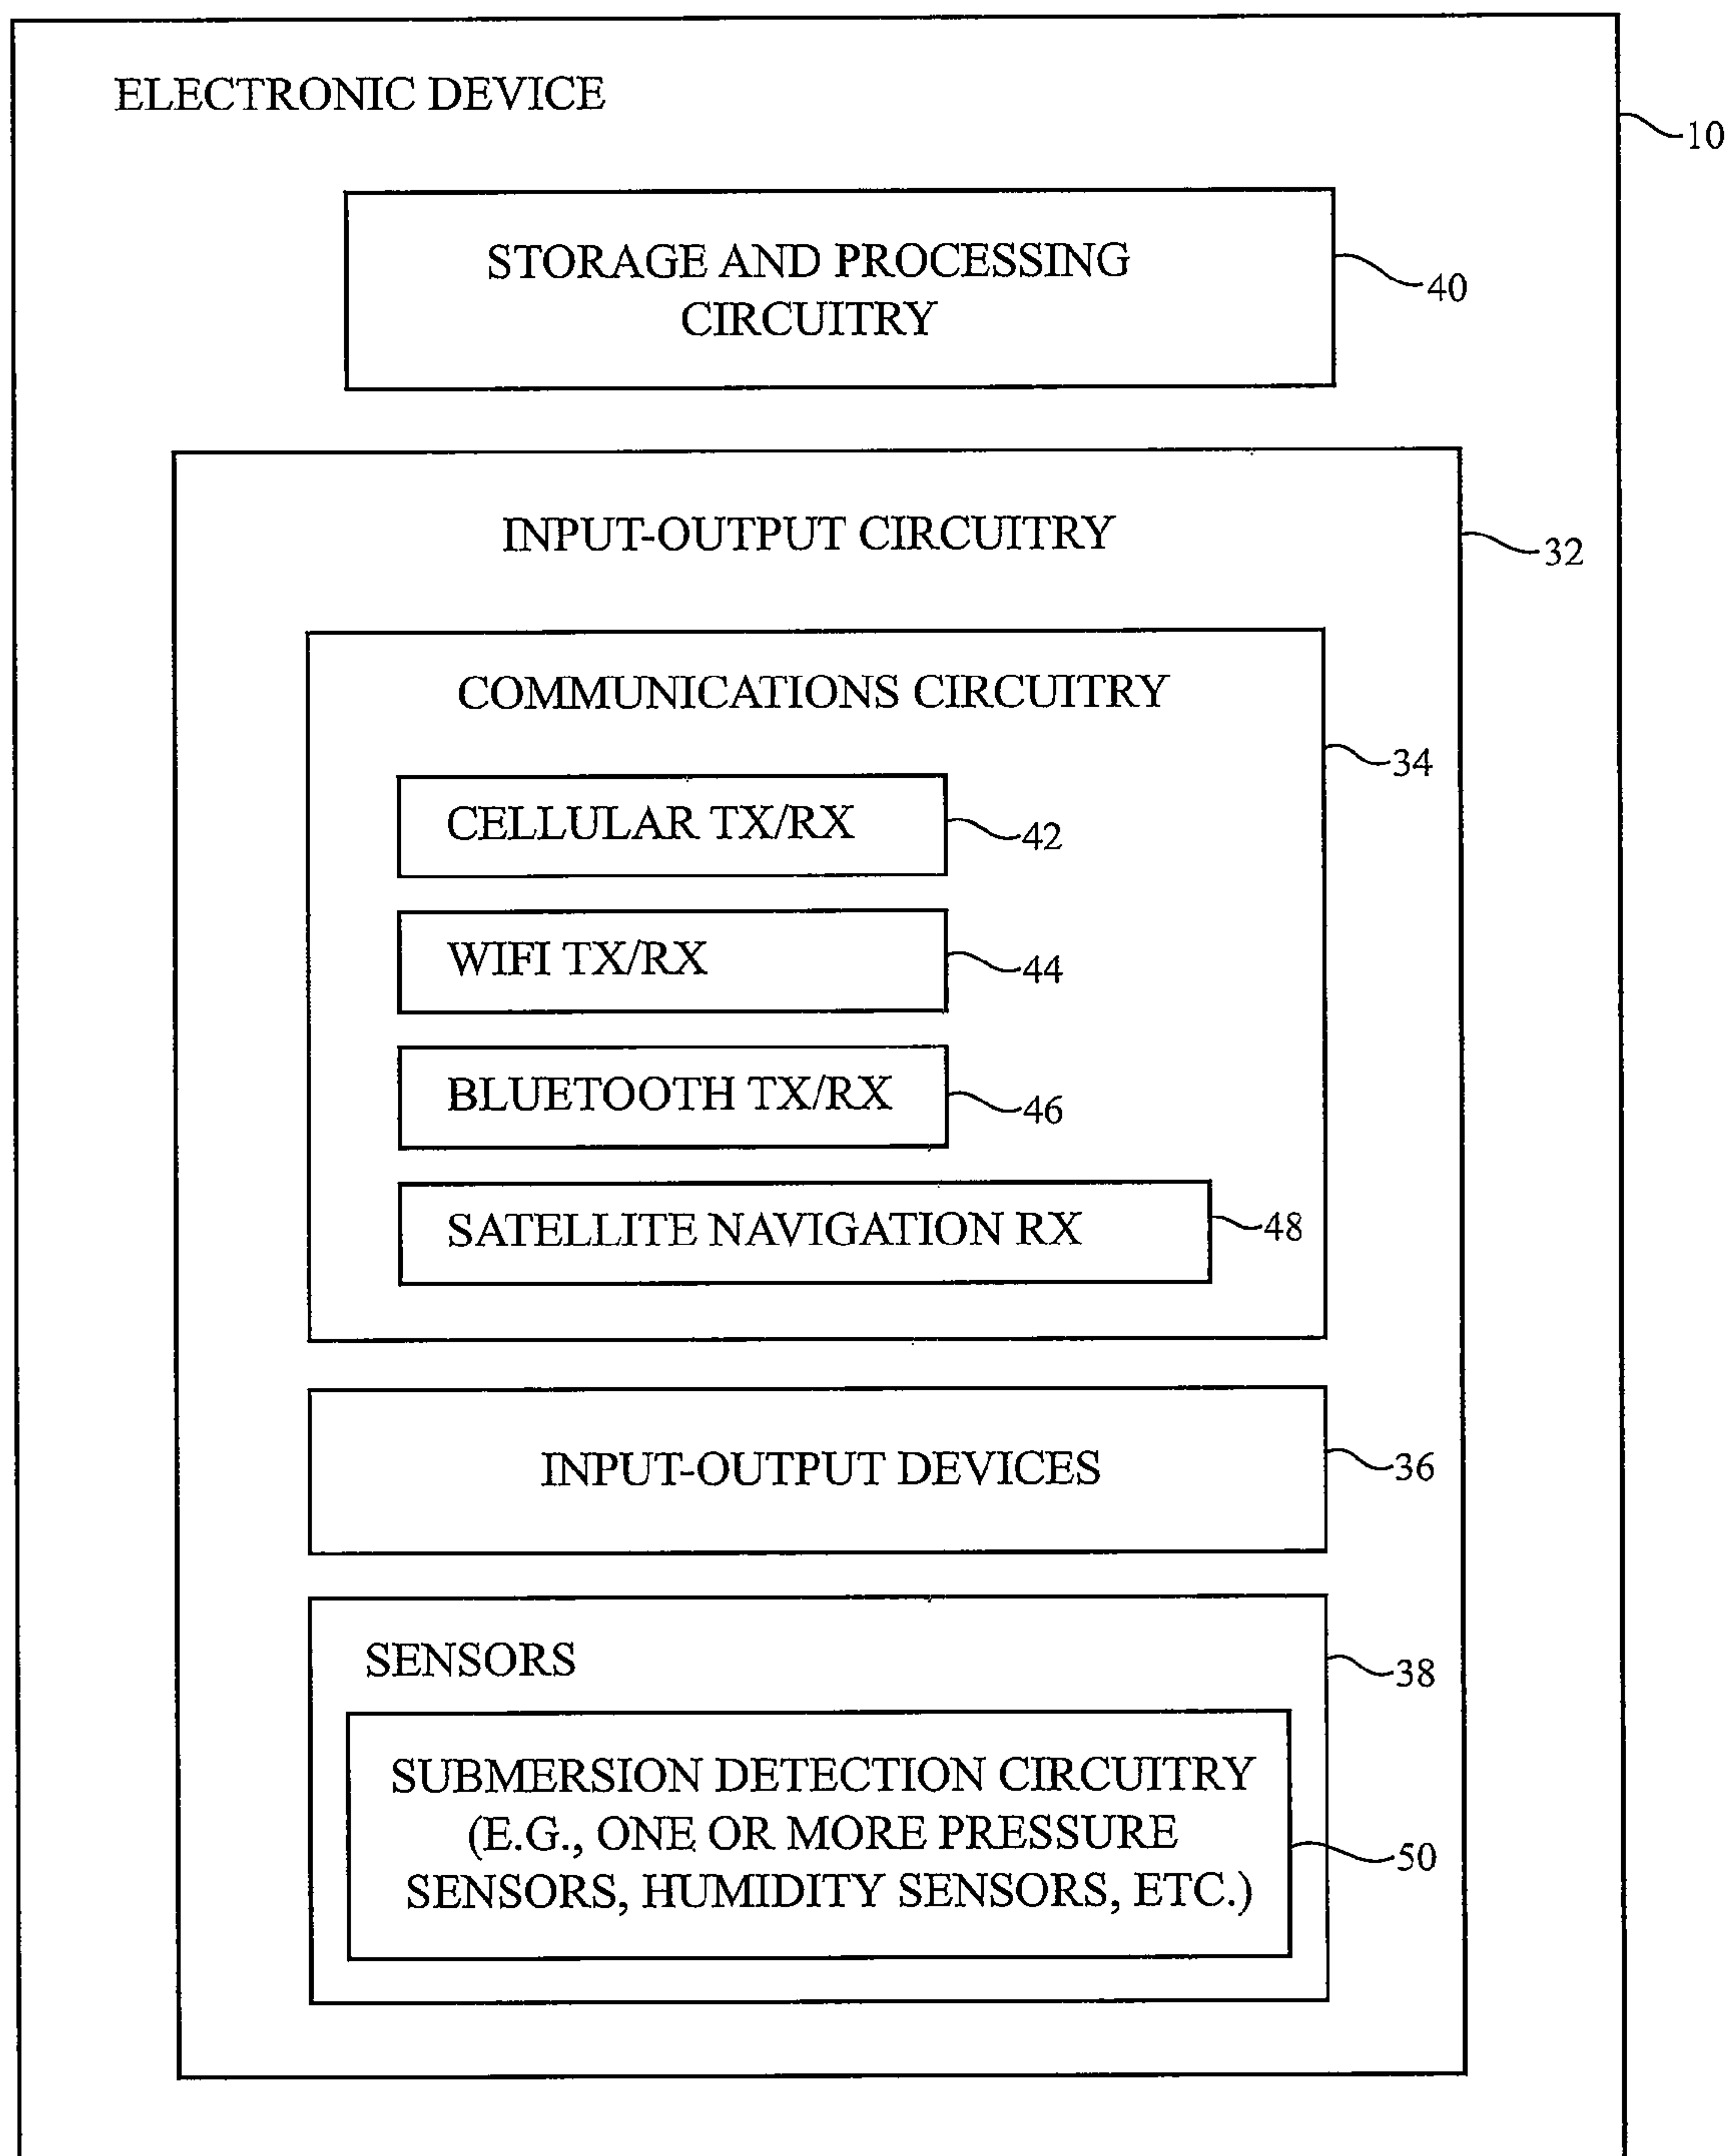 ELECTRONIC DEVICE
10
STORAGE AND PROCESSING
CIRCUITRY
40
INPUT-OUTPUT CIRCUITRY
32
COMMUNICATIONS CIRCUITRY
34
CELLULAR TX/RX
42
WIFI TX/RX
44
BLUETOOTH TX/RX
46
SATELLITE NAVIGATION RX
48
INPUT-OUTPUT DEVICES
36
SENSORS
38
SUBMERSION DETECTION CIRCUITRY
(E.G., ONE OR MORE PRESSURE
SENSORS, HUMIDITY SENSORS, ETC.)
50